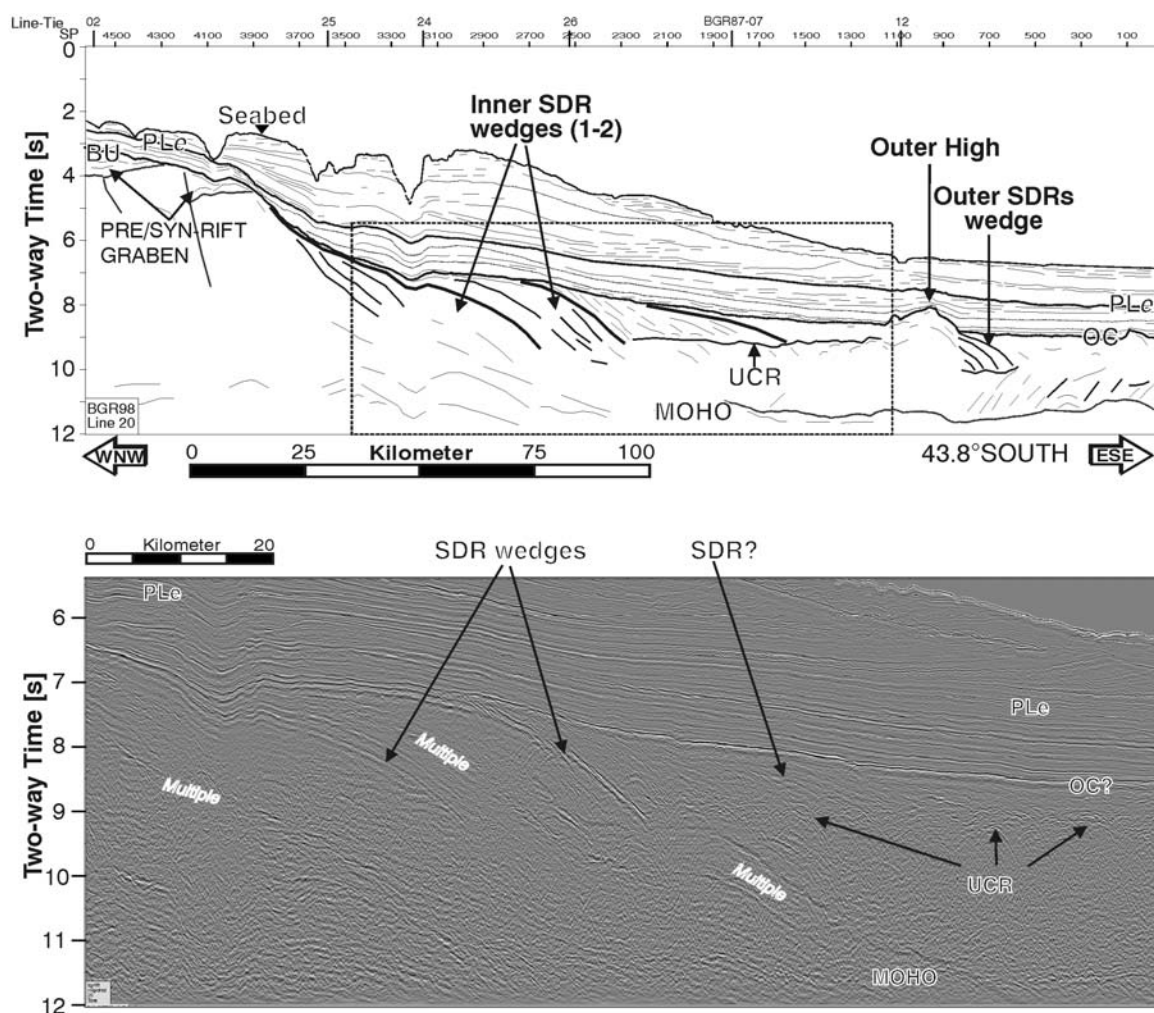 Line-Tie 02 25 24 26 BGR87-07 12
SP 4500 4300 4100 3900 3700 3500 3300 3100 2900 2700 2500 2300 2100 1900 1700 1500 1300 1100 900 700 500 300 100
0
2
4
6
8
10
12
Two-way Time [s]
Seabed
Inner SDR
wedges (1-2)
Outer High
Outer SDRs
wedge
PLe
BU
PRE/SYN-RIFT
GRABEN
PLe
OC
UCR
MOHO
BGR98
Line 20
WNW
0 25 Kilometer 75 100
43.8°SOUTH
ESE
0 Kilometer 20
SDR wedges
SDR?
PLe
6
7
8
9
10
11
12
Two-way Time [s]
PLe
Multiple
Multiple
OC?
Multiple
UCR
MOHO